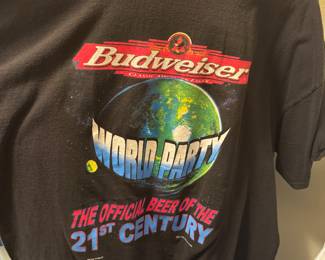 Budweiser
WORLD PARTY
THE OFFICIAL BEER OF THE
21ST CENTURY